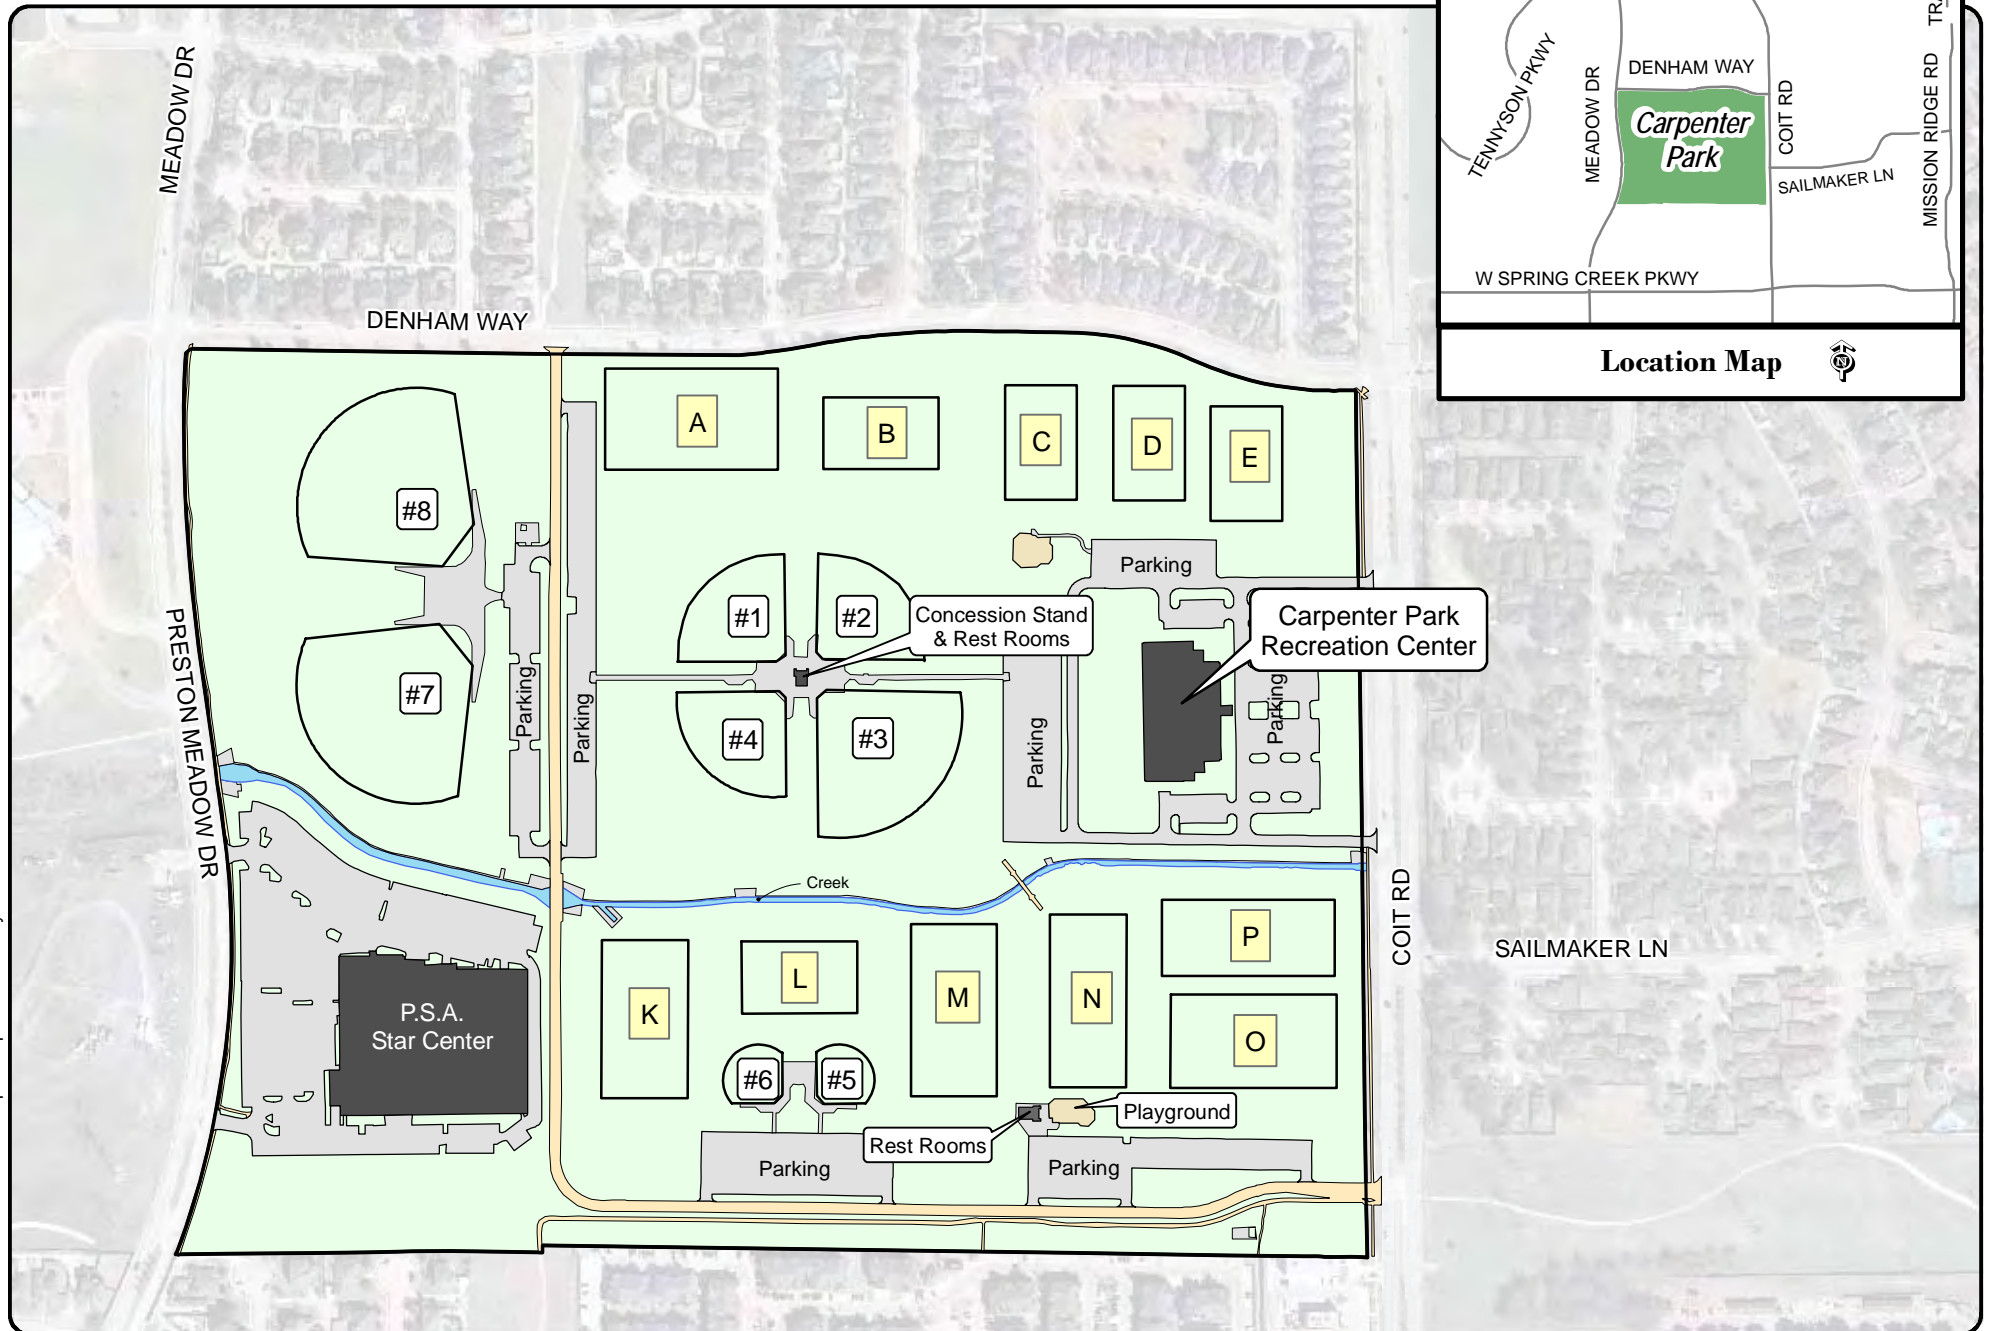 MEADOW DR
DENHAM WAY
PRESTON MEADOW DR
TENNYSON PKWY
MEADOW DR
DENHAM WAY
Carpenter
Park
COIT RD
SAILMAKER LN
MISSION RIDGE RD
W SPRING CREEK PKWY
Location Map
N
A
B
C
D
E
#8
#7
#1
#2
#4
#3
Concession Stand
& Rest Rooms
Parking
Carpenter Park
Recreation Center
Parking
Parking
Parking
Parking
Creek
COIT RD
SAILMAKER LN
P.S.A.
Star Center
K
L
M
N
P
O
#6
#5
Playground
Rest Rooms
Parking
Parking